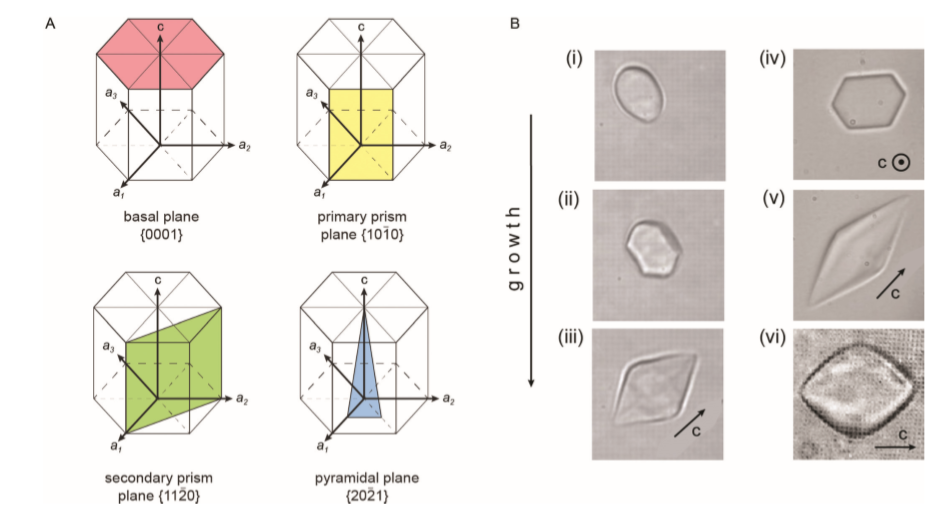 A
c
a3
a2
a1
basal plane
{0001}
c
a3
a2
a1
primary prism
plane {101̄0}
c
a3
a2
a1
secondary prism
plane {112̄0}
c
a3
a2
a1
pyramidal plane
{202̄1}
B
growth
(i)
(ii)
(iii)
c
(iv)
c
(v)
c
(vi)
c